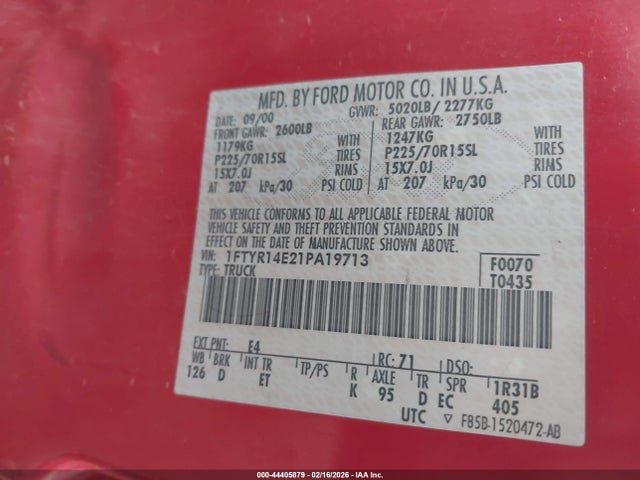 MFD. BY FORD MOTOR CO. IN U.S.A.
DATE: 09/00 GVWR: 5020LB/ 2277KG
FRONT GAWR: 2600LB REAR GAWR: 2750LB
1179KG WITH 1247KG WITH
P225/70R15SL TIRES P225/70R15SL TIRES
15X7.0J RIMS 15X7.0J RIMS
AT 207 kPa/30 PSI COLD AT 207 kPa/30 PSI COLD
THIS VEHICLE CONFORMS TO ALL APPLICABLE FEDERAL MOTOR
VEHICLE SAFETY AND THEFT PREVENTION STANDARDS IN
EFFECT ON THE DATE OF MANUFACTURE SHOWN ABOVE.
VIN: 1FTYR14E21PA19713 F0070
TYPE: TRUCK T0435
EXT PNT: E4 RC: 71 DSO:
WB BRK INT TR TP/PS R AXLE TR SPR 1R31B
126 D ET K 95 D EC 405
UTC ▽ F85B-1520472-AB
000-44405879 - 02/16/2026 - IAAI.com, Inc.